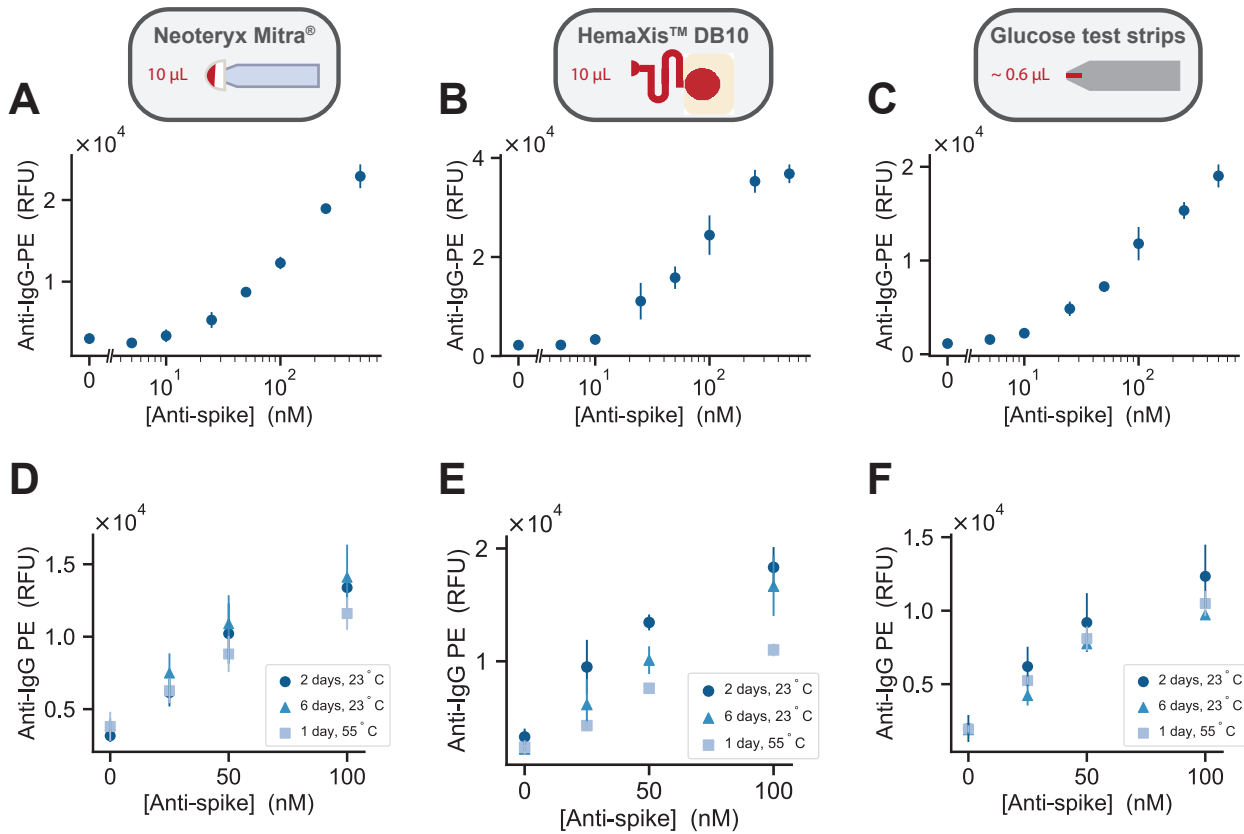 Neoteryx Mitra®
10 µL
HemaXis™ DB10
10 µL
Glucose test strips
~ 0.6 µL
A
×10⁴
Anti-IgG-PE (RFU)
2
1
0
10¹
10²
[Anti-spike] (nM)
B
×10⁴
Anti-IgG-PE (RFU)
4
2
0
0
10¹
10²
[Anti-spike] (nM)
C
×10⁴
Anti-IgG-PE (RFU)
2
1
0
0
10¹
10²
[Anti-spike] (nM)
D
×10⁴
Anti-IgG PE (RFU)
1.5
1.0
0.5
0
50
100
[Anti-spike] (nM)
2 days, 23°C
6 days, 23°C
1 day, 55°C
E
×10⁴
Anti-IgG PE (RFU)
2
1
0
50
100
[Anti-spike] (nM)
2 days, 23°C
6 days, 23°C
1 day, 55°C
F
×10⁴
Anti-IgG PE (RFU)
1.5
1.0
0.5
0
50
100
[Anti-spike] (nM)
2 days, 23°C
6 days, 23°C
1 day, 55°C